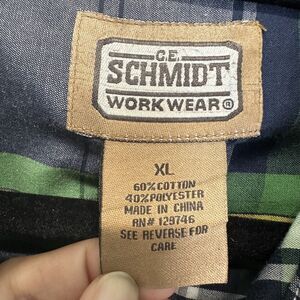 C.E.
SCHMIDT
WORKWEAR®
XL
60% COTTON
40% POLYESTER
MADE IN CHINA
RN# 129746
SEE REVERSE FOR
CARE